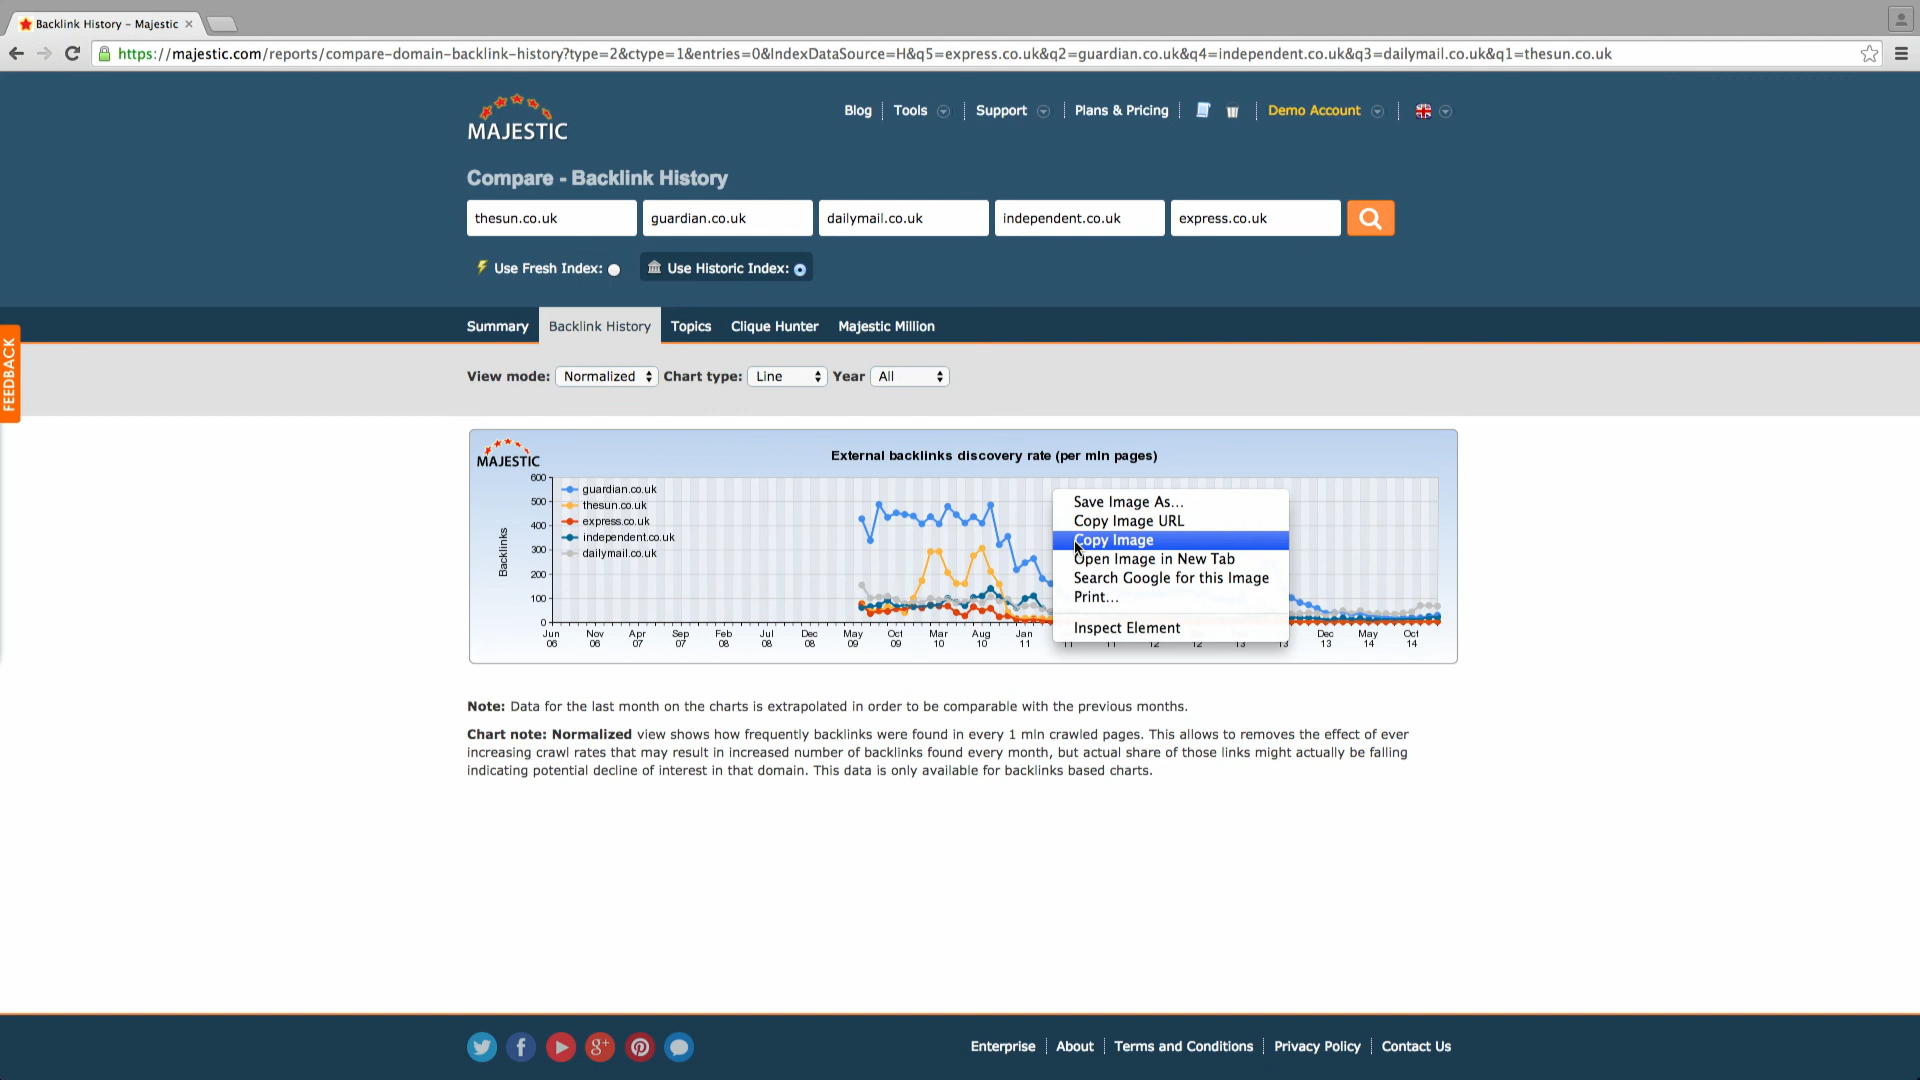 Backlink History - Majestic
https://majestic.com/reports/compare-domain-backlink-history?type=2&ctype=1&entries=0&IndexDataSource=H&q5=express.co.uk&q2=guardian.co.uk&q4=independent.co.uk&q3=dailymail.co.uk&q1=thesun.co.uk
MAJESTIC
Blog Tools Support Plans & Pricing Demo Account
Compare - Backlink History
thesun.co.uk guardian.co.uk dailymail.co.uk independent.co.uk express.co.uk
Use Fresh Index: Use Historic Index:
Summary Backlink History Topics Clique Hunter Majestic Million
FEEDBACK
View mode: Normalized Chart type: Line Year All
MAJESTIC
External backlinks discovery rate (per mln pages)
Backlinks
600
500
400
300
200
100
0
guardian.co.uk
thesun.co.uk
express.co.uk
independent.co.uk
dailymail.co.uk
Jun Nov Apr Sep Feb Jul Dec May Oct Mar Aug Jan Dec May Oct
06 06 07 07 08 08 08 09 09 10 10 11 11 11 12 12 13 13 13 14 14
Save Image As...
Copy Image URL
Copy Image
Open Image in New Tab
Search Google for this Image
Print...
Inspect Element
Note: Data for the last month on the charts is extrapolated in order to be comparable with the previous months.
Chart note: Normalized view shows how frequently backlinks were found in every 1 mln crawled pages. This allows to removes the effect of ever
increasing crawl rates that may result in increased number of backlinks found every month, but actual share of those links might actually be falling
indicating potential decline of interest in that domain. This data is only available for backlinks based charts.
Enterprise About Terms and Conditions Privacy Policy Contact Us